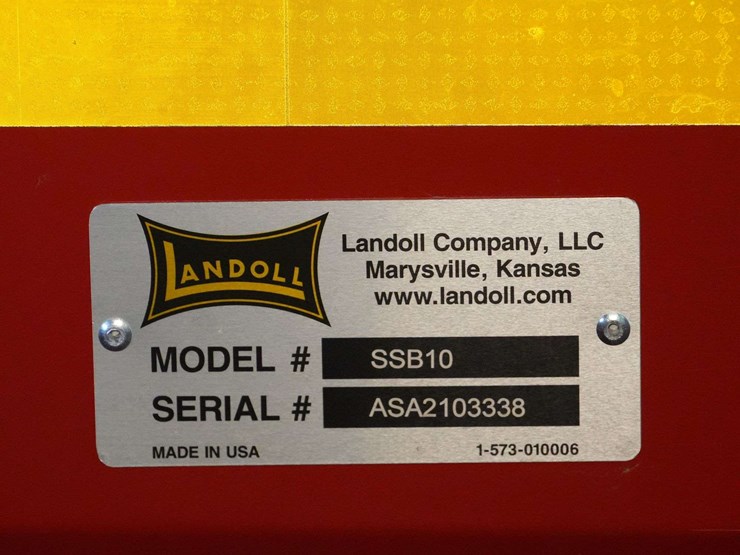 LANDOLL
Landoll Company, LLC
Marysville, Kansas
www.landoll.com
MODEL # SSB10
SERIAL # ASA2103338
MADE IN USA 1-573-010006